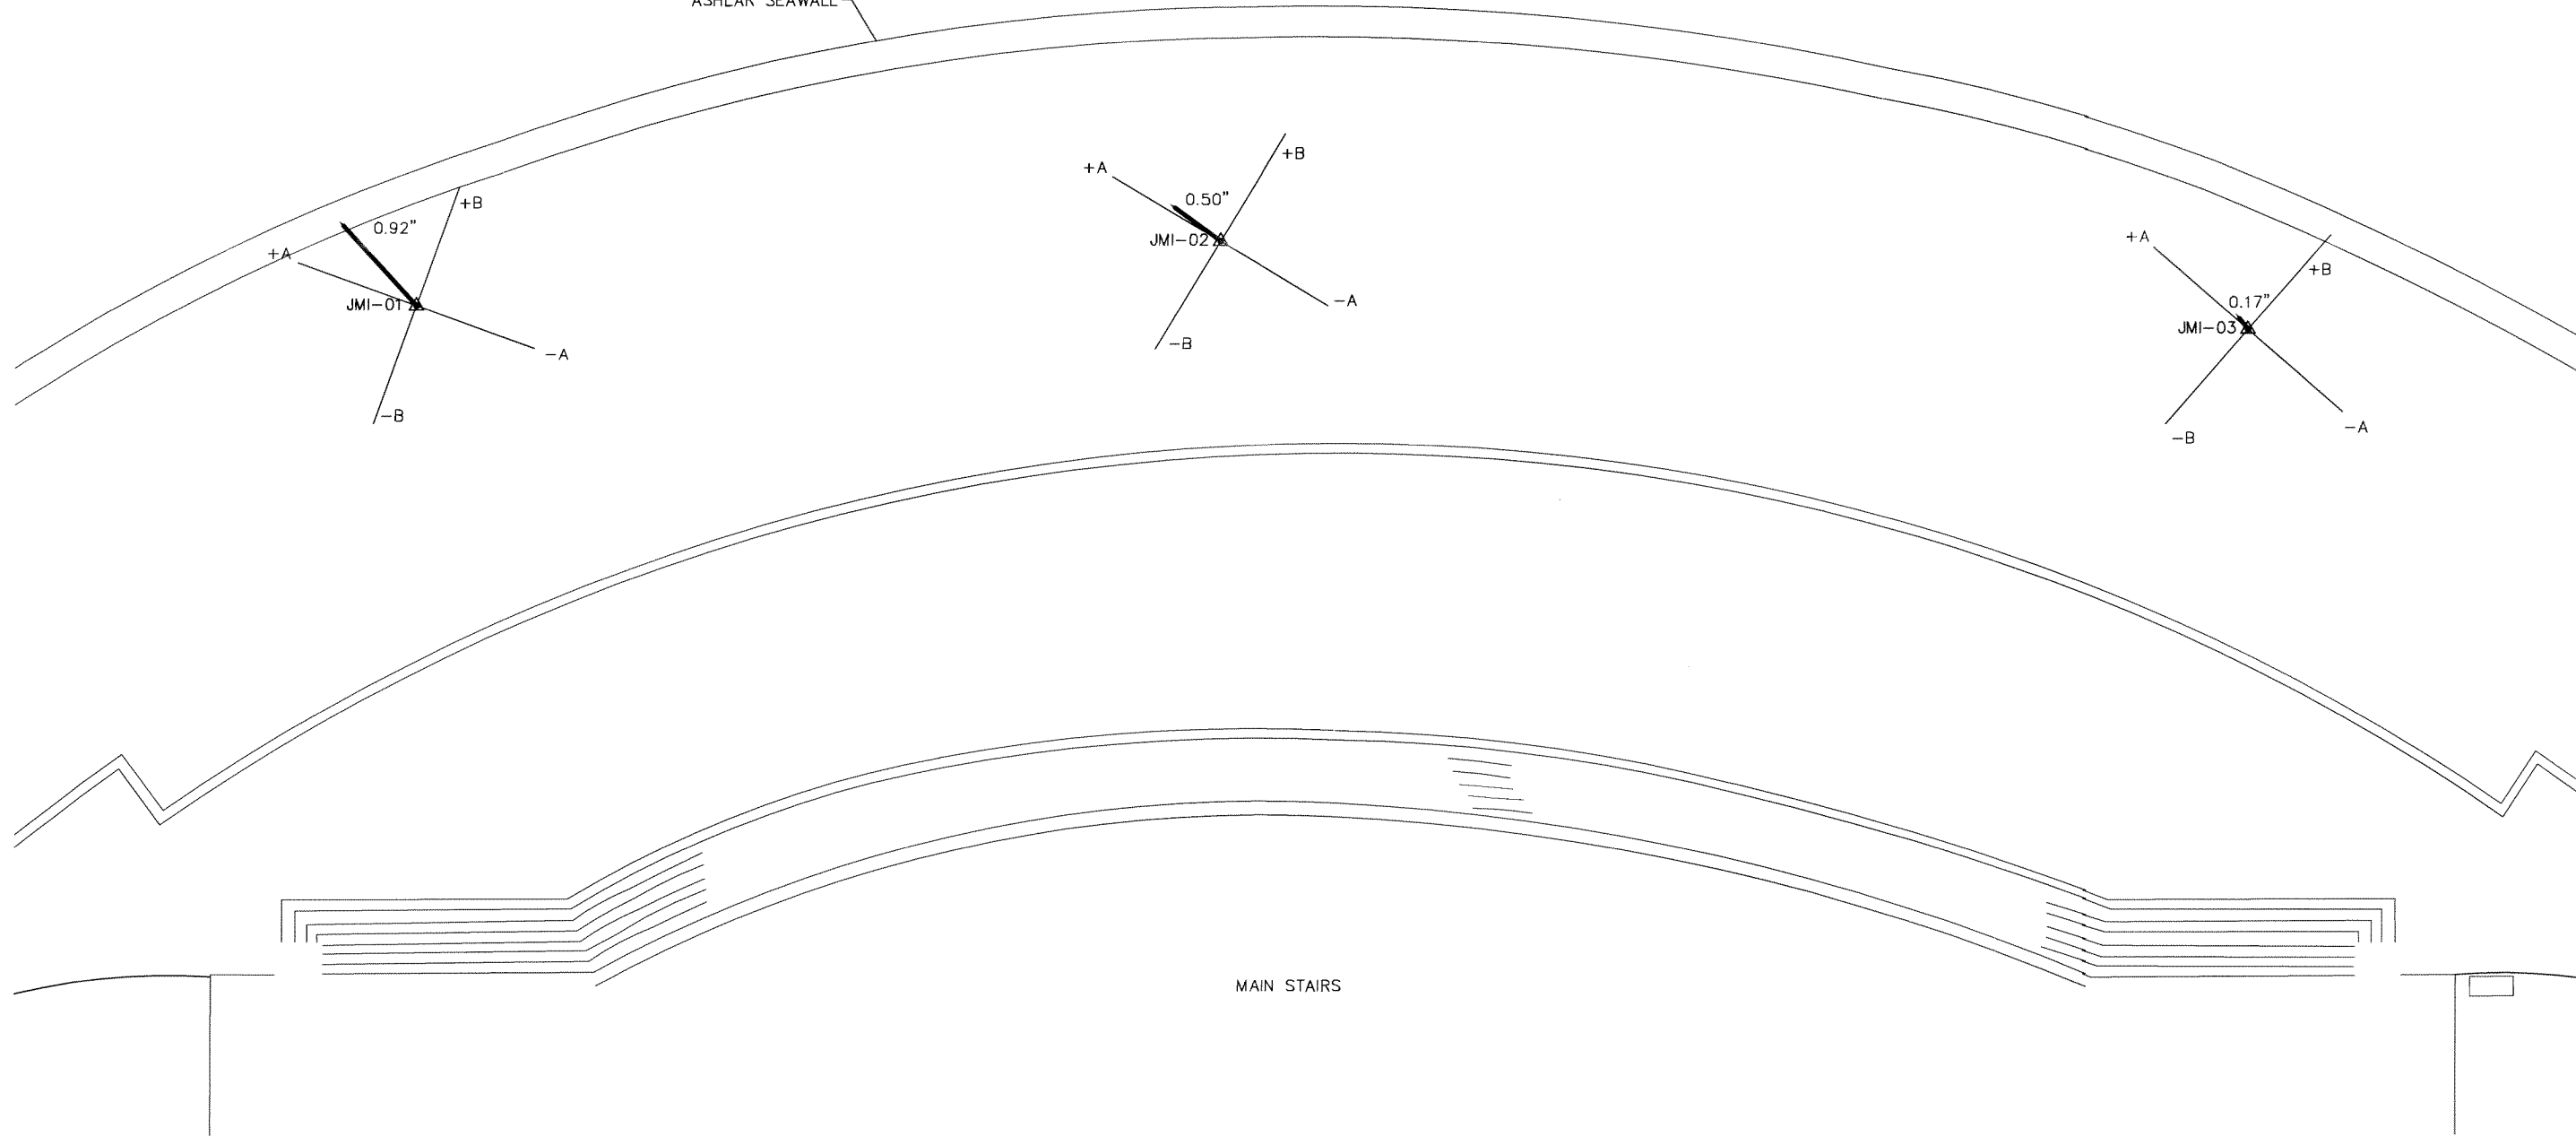 ASHLAR SEAWALL
+B
0.92"
+A
JMI-01
-A
-B
+A
+B
0.50"
JMI-02
-A
-B
+A
+B
0.17"
JMI-03
-A
-B
MAIN STAIRS